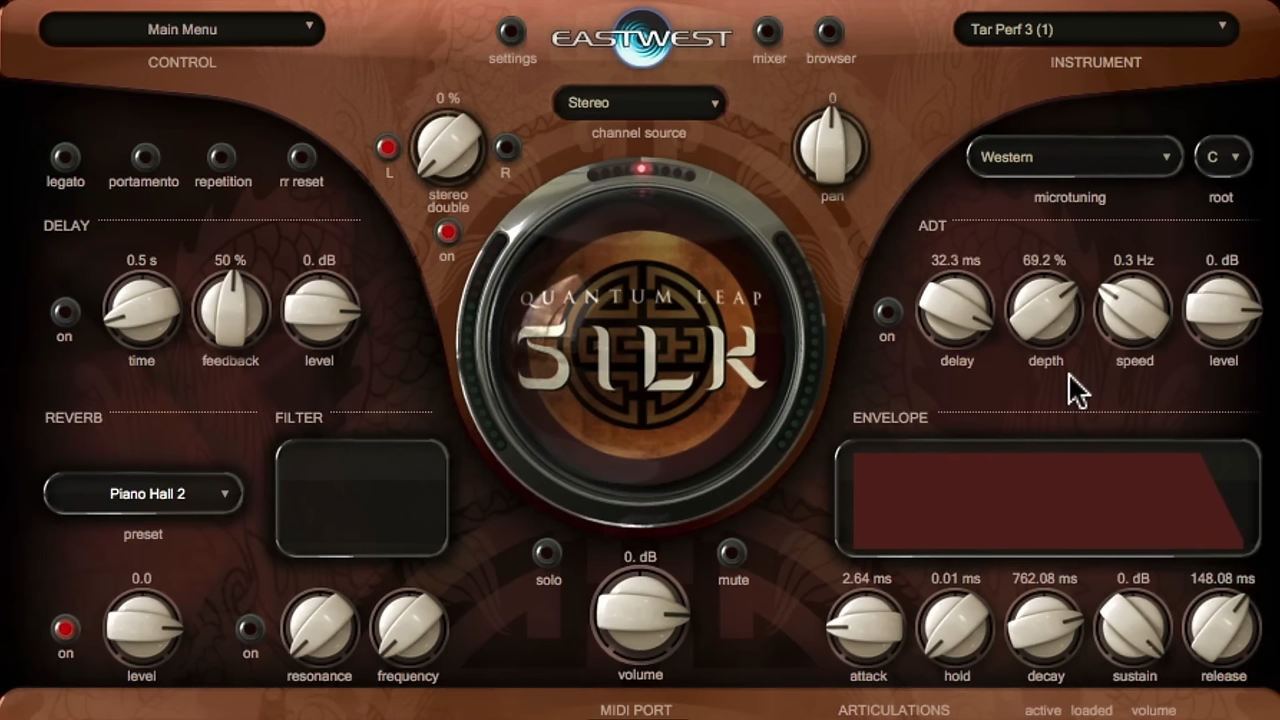 Main Menu
CONTROL
settings
EASTWEST
mixer
browser
Tar Perf 3 (1)
INSTRUMENT
0 %
L
R
stereo
double
on
Stereo
channel source
0
pan
legato
portamento
repetition
rr reset
Western
microtuning
C
root
DELAY
0.5 s
50 %
0. dB
on
time
feedback
level
QUANTUM LEAP
SILK
ADT
32.3 ms
69.2 %
0.3 Hz
0. dB
on
delay
depth
speed
level
REVERB
Piano Hall 2
preset
0.0
on
level
FILTER
on
resonance
frequency
solo
0. dB
mute
volume
ENVELOPE
2.64 ms
0.01 ms
762.08 ms
0. dB
148.08 ms
attack
hold
decay
sustain
release
MIDI PORT
ARTICULATIONS
active
loaded
volume